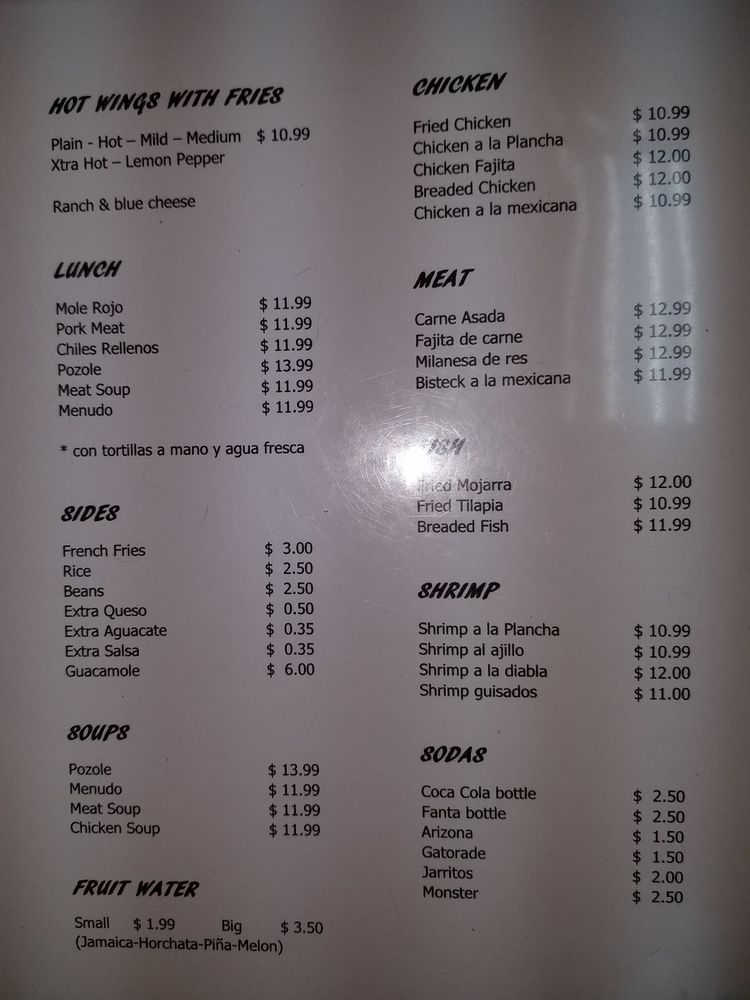 HOT WINGS WITH FRIES
Plain - Hot – Mild – Medium $ 10.99
Xtra Hot – Lemon Pepper
Ranch & blue cheese
LUNCH
Mole Rojo $ 11.99
Pork Meat $ 11.99
Chiles Rellenos $ 11.99
Pozole $ 13.99
Meat Soup $ 11.99
Menudo $ 11.99
* con tortillas a mano y agua fresca
SIDES
French Fries $ 3.00
Rice $ 2.50
Beans $ 2.50
Extra Queso $ 0.50
Extra Aguacate $ 0.35
Extra Salsa $ 0.35
Guacamole $ 6.00
SOUPS
Pozole $ 13.99
Menudo $ 11.99
Meat Soup $ 11.99
Chicken Soup $ 11.99
FRUIT WATER
Small $ 1.99 Big $ 3.50
(Jamaica-Horchata-Piña-Melon)
CHICKEN
Fried Chicken $ 10.99
Chicken a la Plancha $ 10.99
Chicken Fajita $ 12.00
Breaded Chicken $ 12.00
Chicken a la mexicana $ 10.99
MEAT
Carne Asada $ 12.99
Fajita de carne $ 12.99
Milanesa de res $ 12.99
Bisteck a la mexicana $ 11.99
FISH
Fried Mojarra $ 12.00
Fried Tilapia $ 10.99
Breaded Fish $ 11.99
SHRIMP
Shrimp a la Plancha $ 10.99
Shrimp al ajillo $ 10.99
Shrimp a la diabla $ 12.00
Shrimp guisados $ 11.00
SODAS
Coca Cola bottle $ 2.50
Fanta bottle $ 2.50
Arizona $ 1.50
Gatorade $ 1.50
Jarritos $ 2.00
Monster $ 2.50